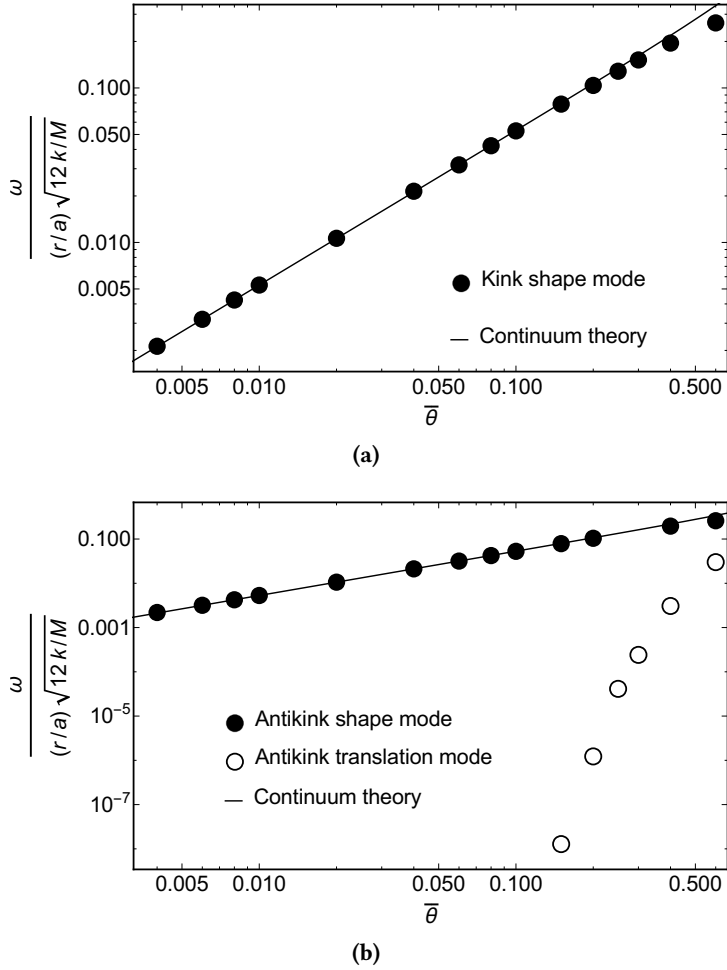 0.100
0.050
0.010
0.005
ω
(r/a) √12 k/M
Kink shape mode
Continuum theory
0.005 0.010 0.050 0.100 0.500
θ̅
(a)
0.100
0.001
10⁻⁵
10⁻⁷
ω
(r/a) √12 k/M
Antikink shape mode
Antikink translation mode
Continuum theory
0.005 0.010 0.050 0.100 0.500
θ̅
(b)